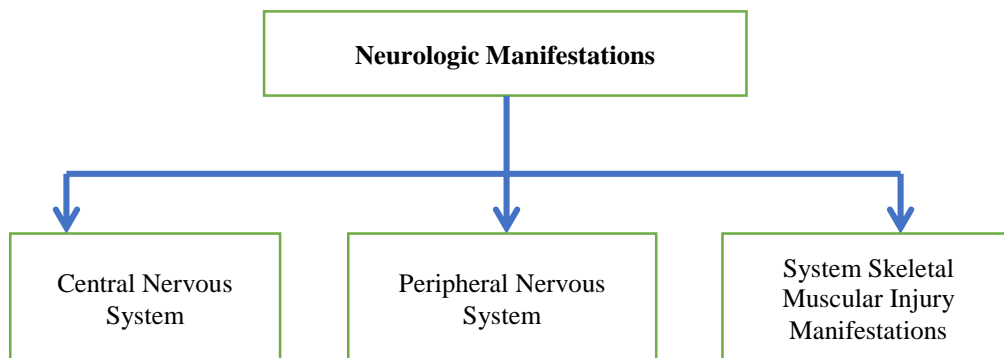 Neurologic Manifestations
Central Nervous
System
Peripheral Nervous
System
System Skeletal
Muscular Injury
Manifestations